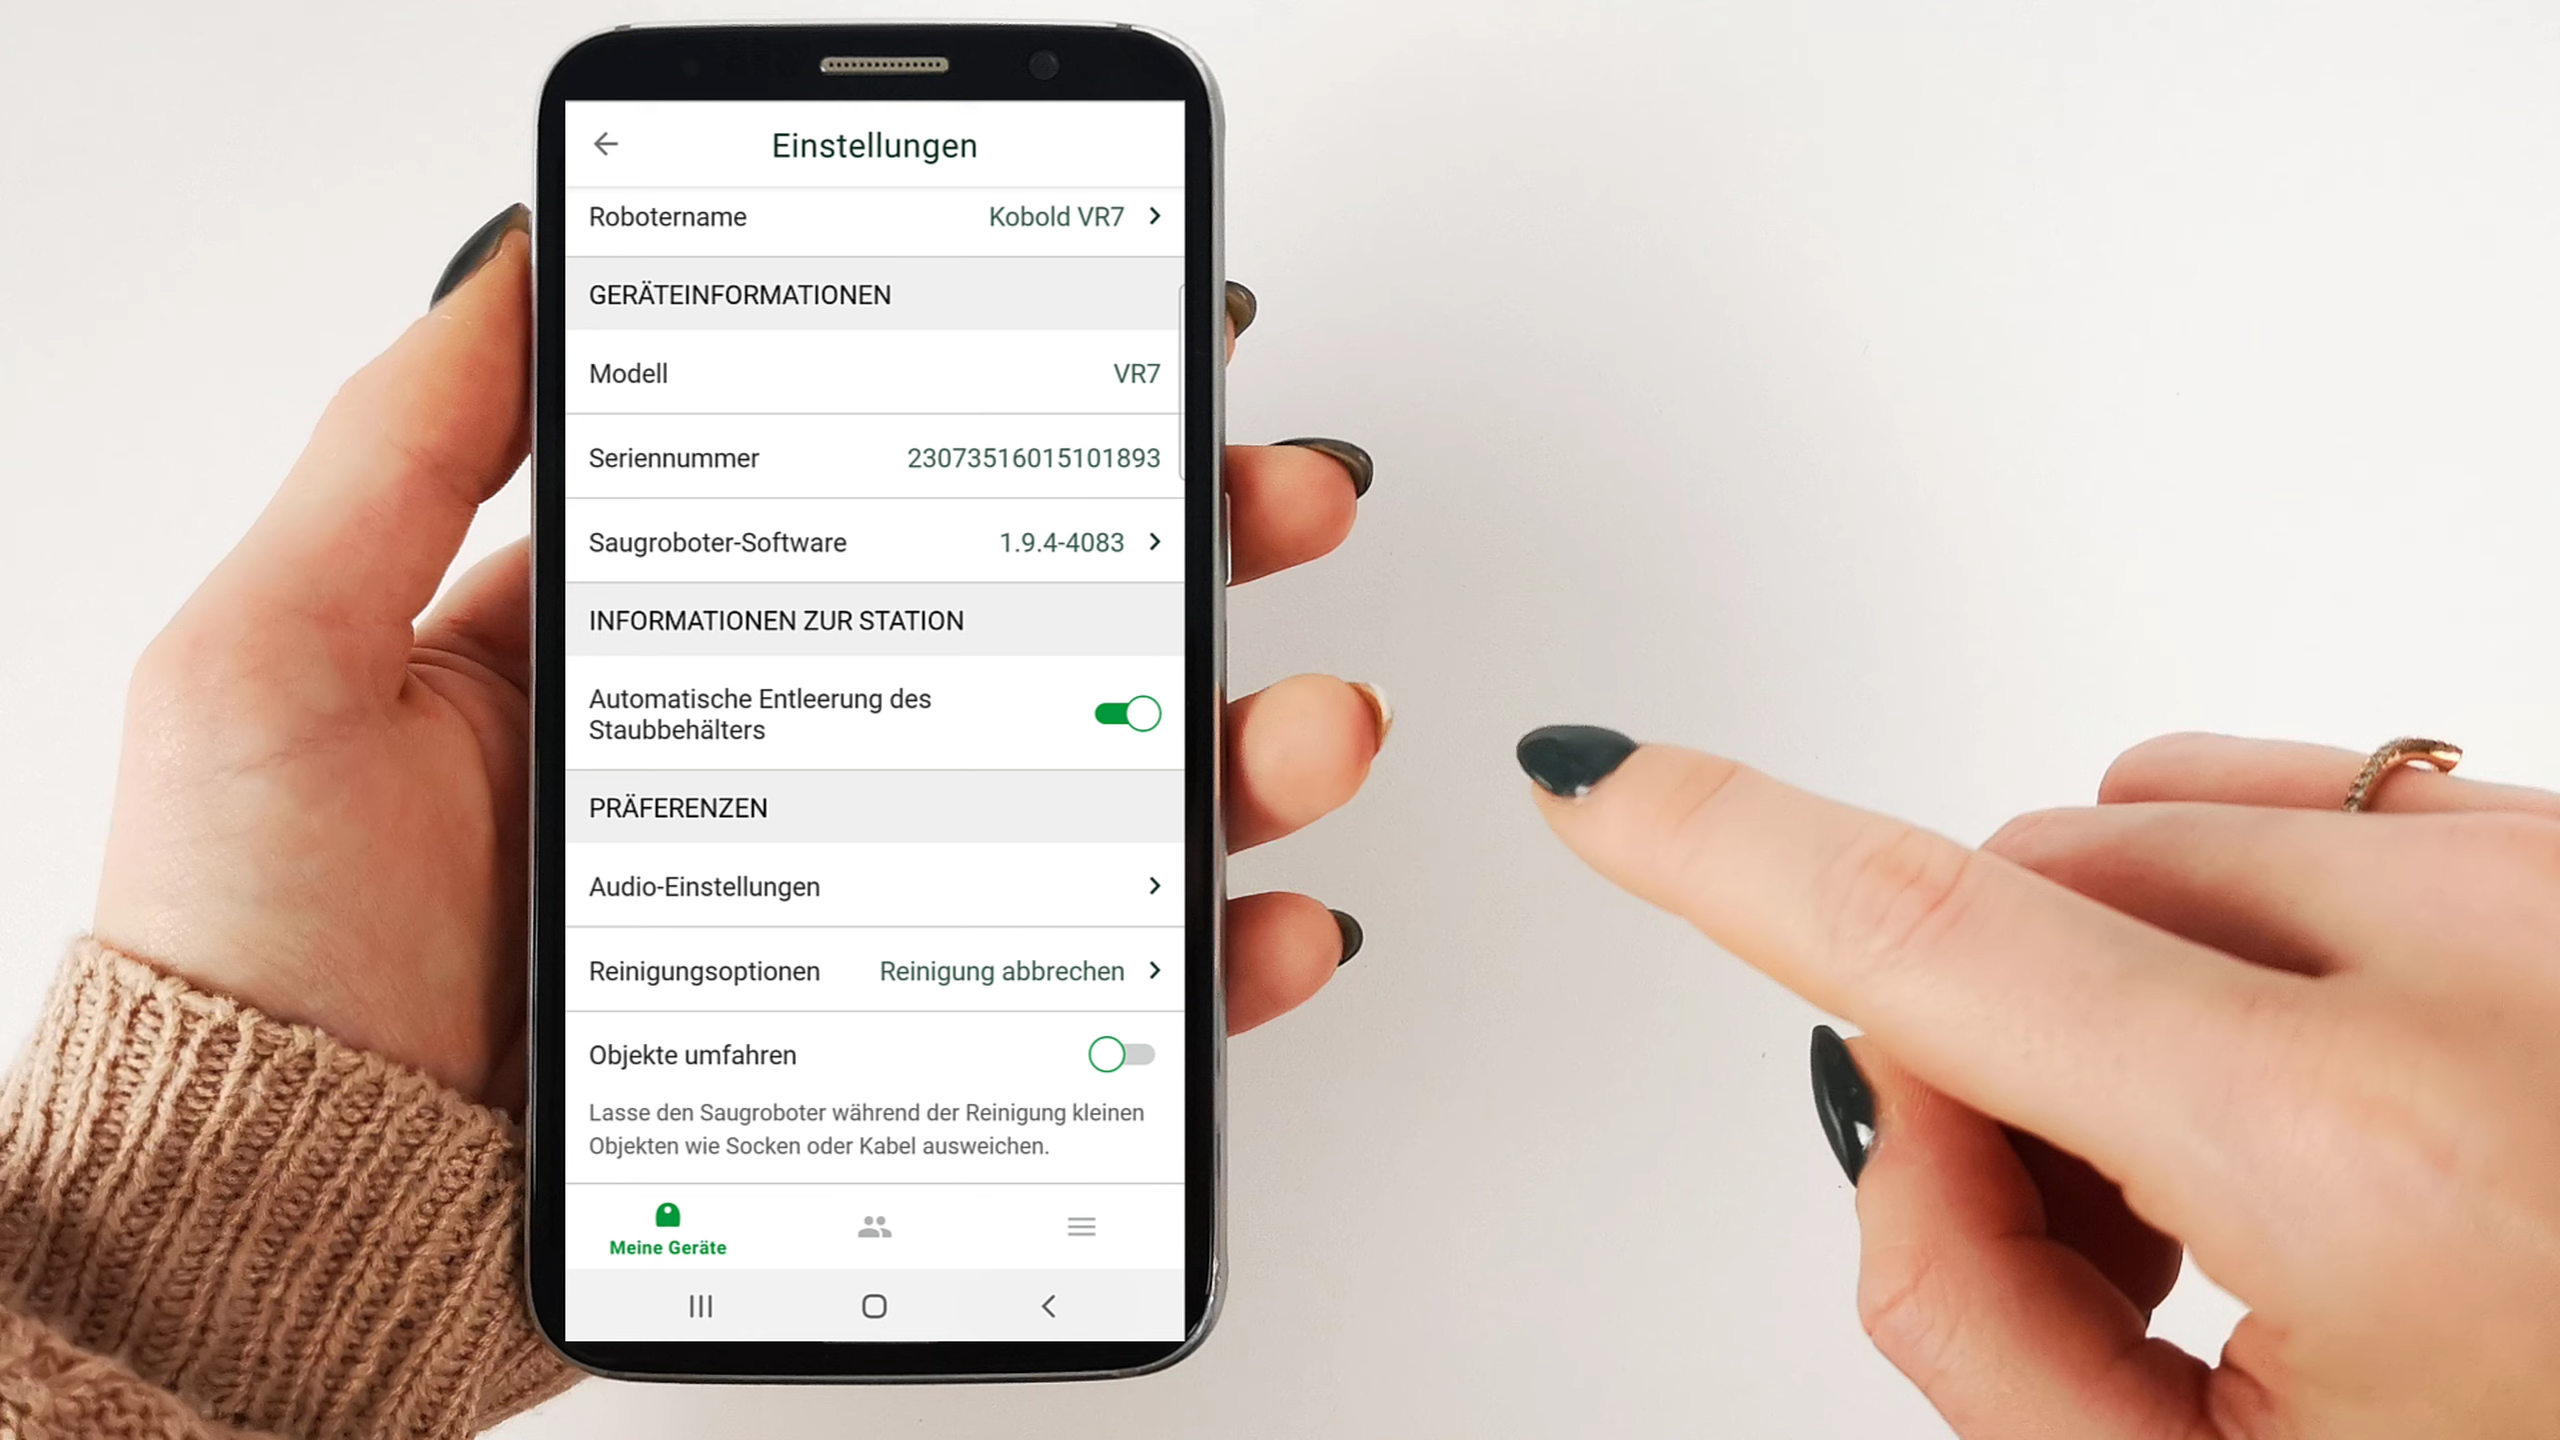 Einstellungen
Robotername Kobold VR7
GERÄTEINFORMATIONEN
Modell VR7
Seriennummer 23073516015101893
Saugroboter-Software 1.9.4-4083
INFORMATIONEN ZUR STATION
Automatische Entleerung des
Staubbehälters
PRÄFERENZEN
Audio-Einstellungen
Reinigungsoptionen Reinigung abbrechen
Objekte umfahren
Lasse den Saugroboter während der Reinigung kleinen
Objekten wie Socken oder Kabel ausweichen.
Meine Geräte